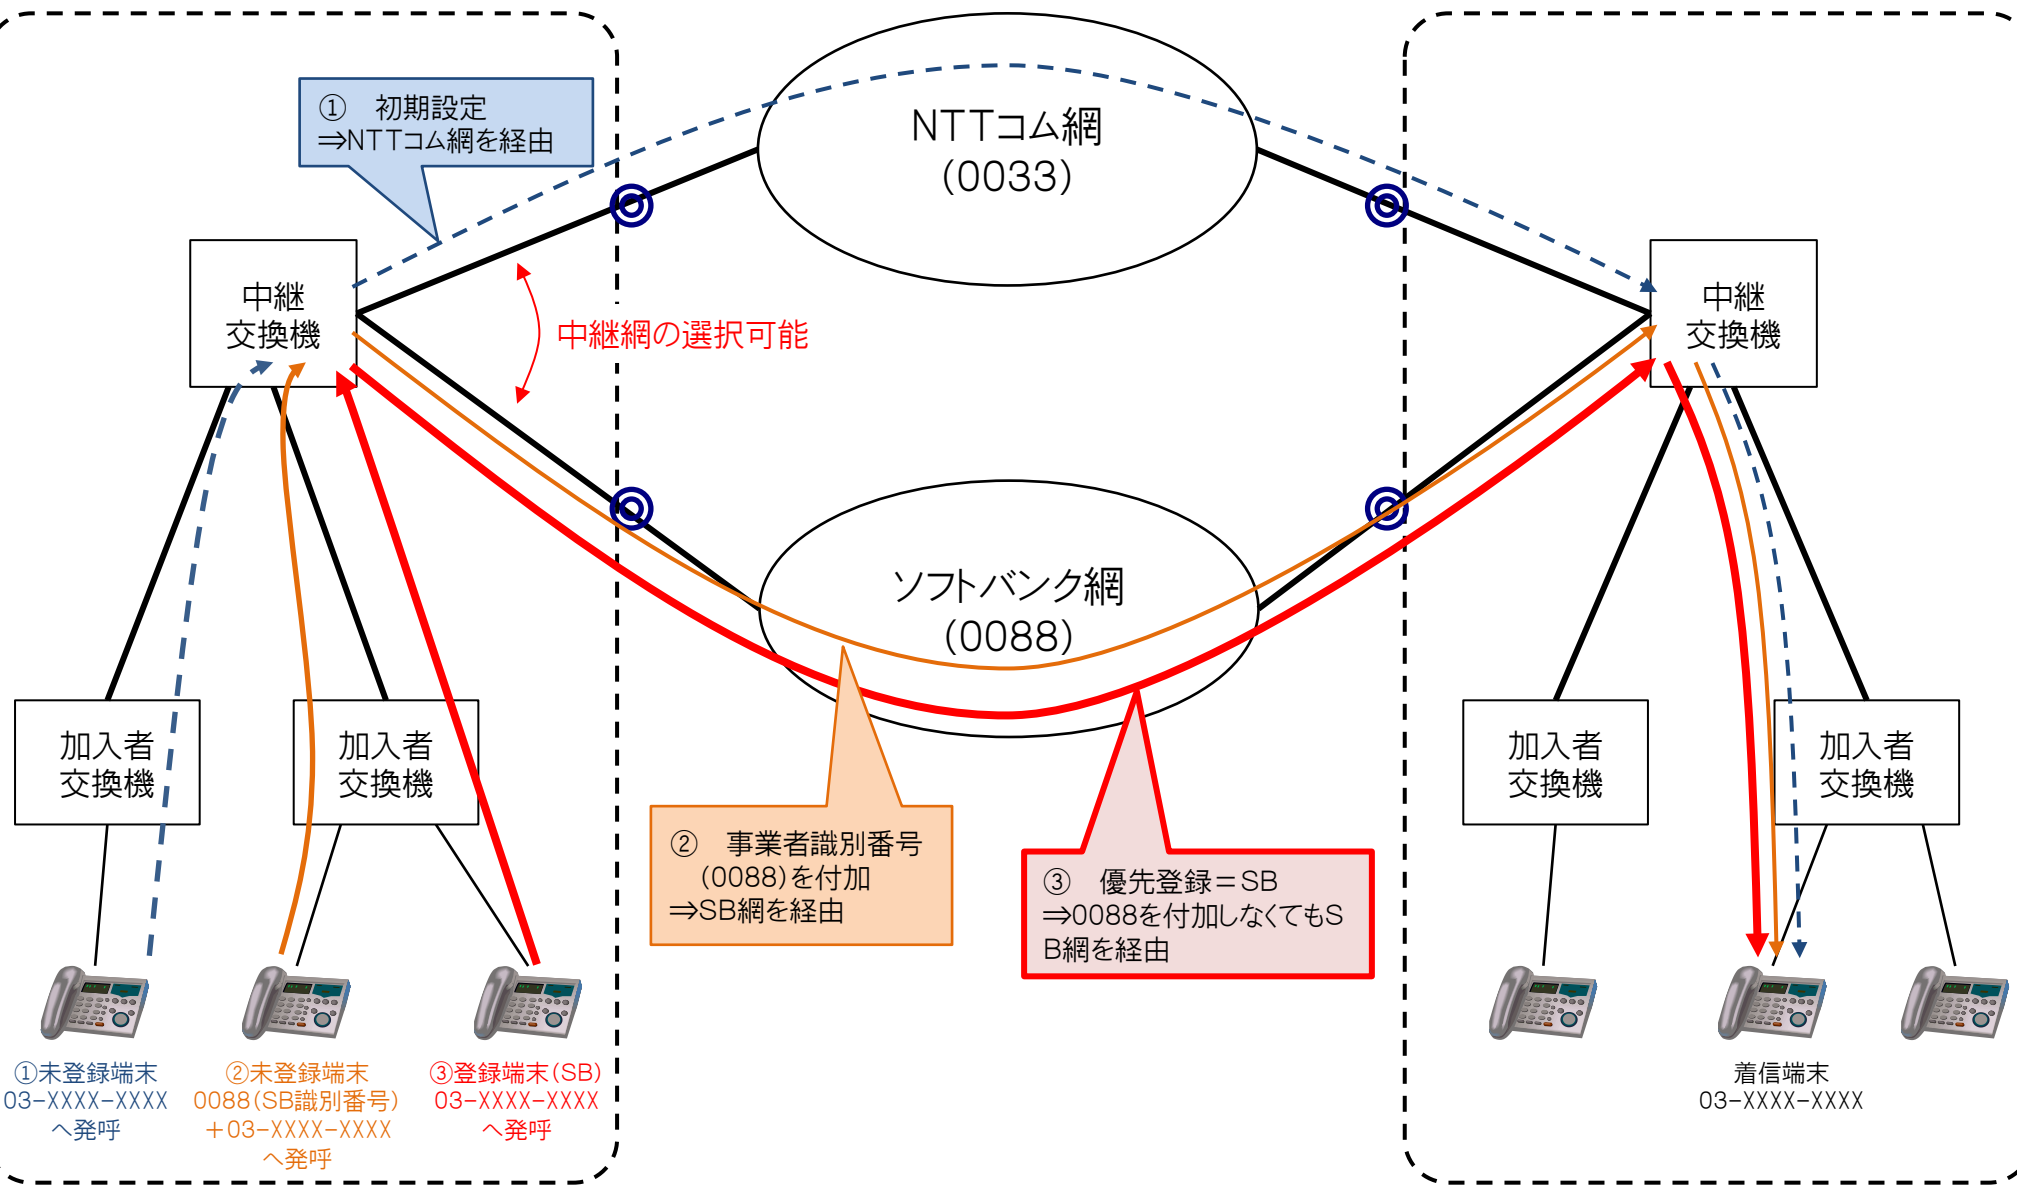 ①　初期設定
⇒NTTコム網を経由
NTTコム網
(0033)
中継
交換機
中継網の選択可能
中継
交換機
ソフトバンク網
(0088)
加入者
交換機
加入者
交換機
②　事業者識別番号
(0088)を付加
⇒SB網を経由
③　優先登録＝SB
⇒0088を付加しなくてもS
B網を経由
加入者
交換機
加入者
交換機
①未登録端末
03-XXXX-XXXX
へ発呼
②未登録端末
0088(SB識別番号)
＋03-XXXX-XXXX
へ発呼
③登録端末(SB)
03-XXXX-XXXX
へ発呼
着信端末
03-XXXX-XXXX